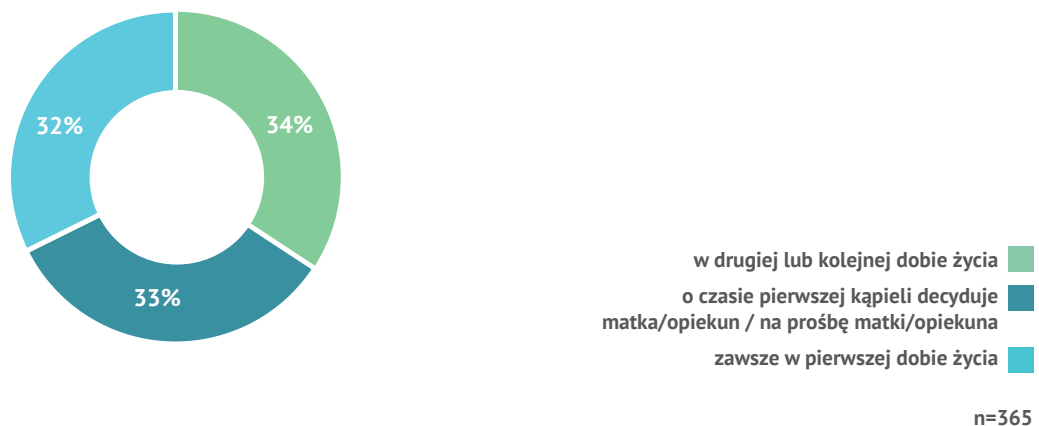 32%
34%
33%
w drugiej lub kolejnej dobie życia
o czasie pierwszej kąpieli decyduje
matka/opiekun / na prośbę matki/opiekuna
zawsze w pierwszej dobie życia
n=365